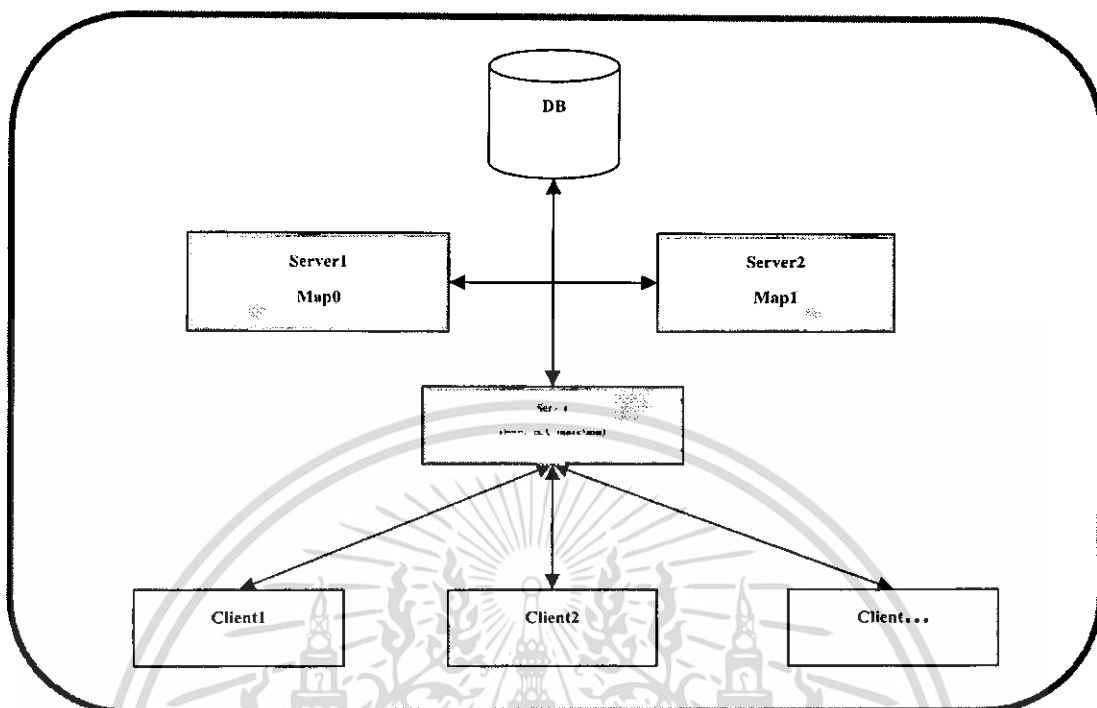 DB
Server1
Map0
Server2
Map1
Client1
Client2
Client...